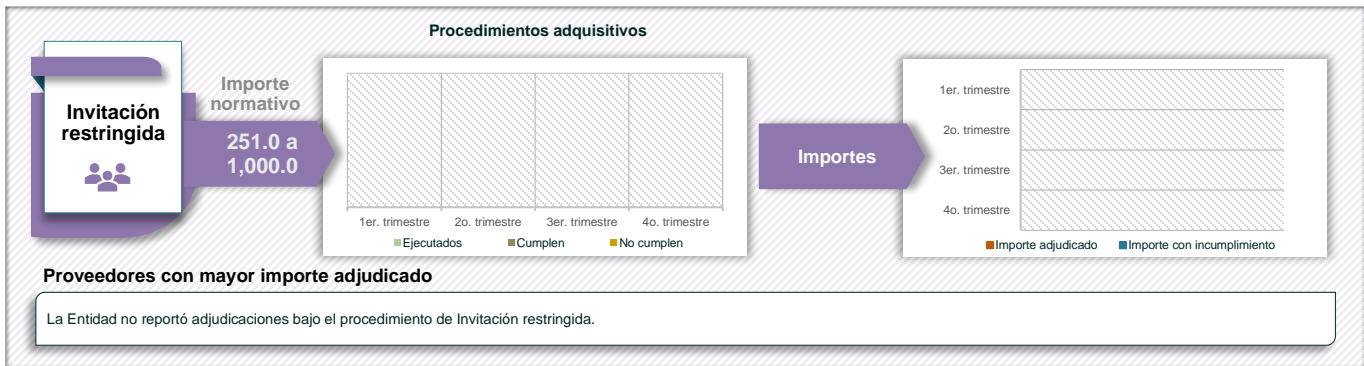 Procedimientos adquisitivos
Invitación
restringida
Importe
normativo
251.0 a
1,000.0
1er. trimestre 2o. trimestre 3er. trimestre 4o. trimestre
Ejecutados Cumplen No cumplen
Importes
1er. trimestre
2o. trimestre
3er. trimestre
4o. trimestre
Importe adjudicado Importe con incumplimiento
Proveedores con mayor importe adjudicado
La Entidad no reportó adjudicaciones bajo el procedimiento de Invitación restringida.